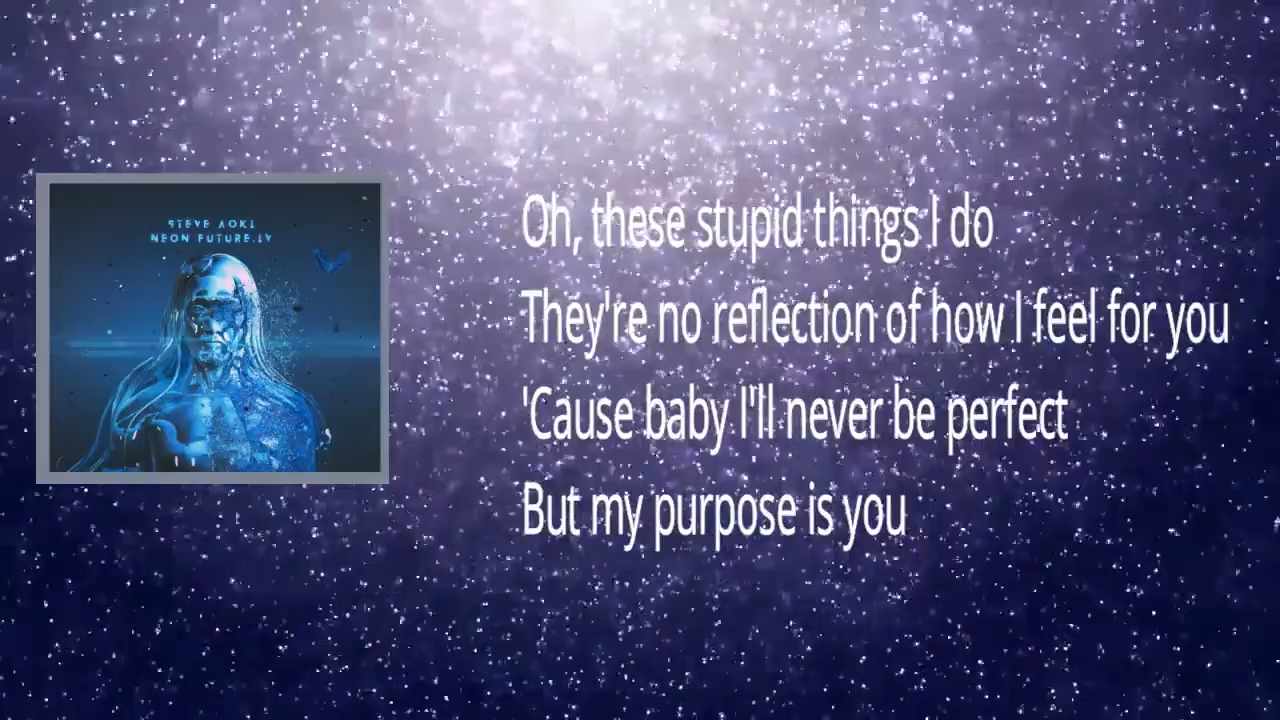 STEVE AOKI
NEON FUTURE.IV
Oh, these stupid things I do
They're no reflection of how I feel for you
'Cause baby I'll never be perfect
But my purpose is you